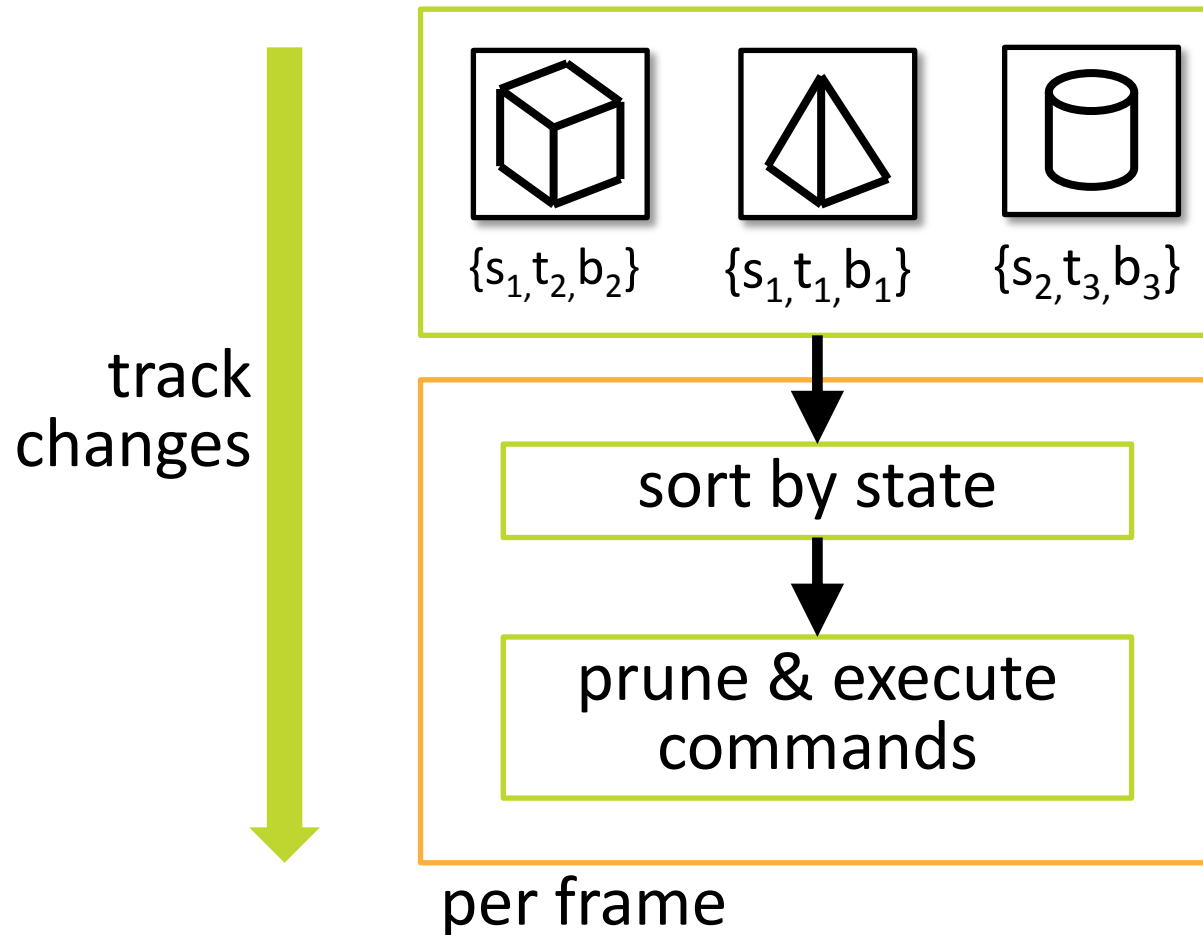 {s₁,t₂,b₂} {s₁,t₁,b₁} {s₂,t₃,b₃}
track
changes
sort by state
prune & execute
commands
per frame